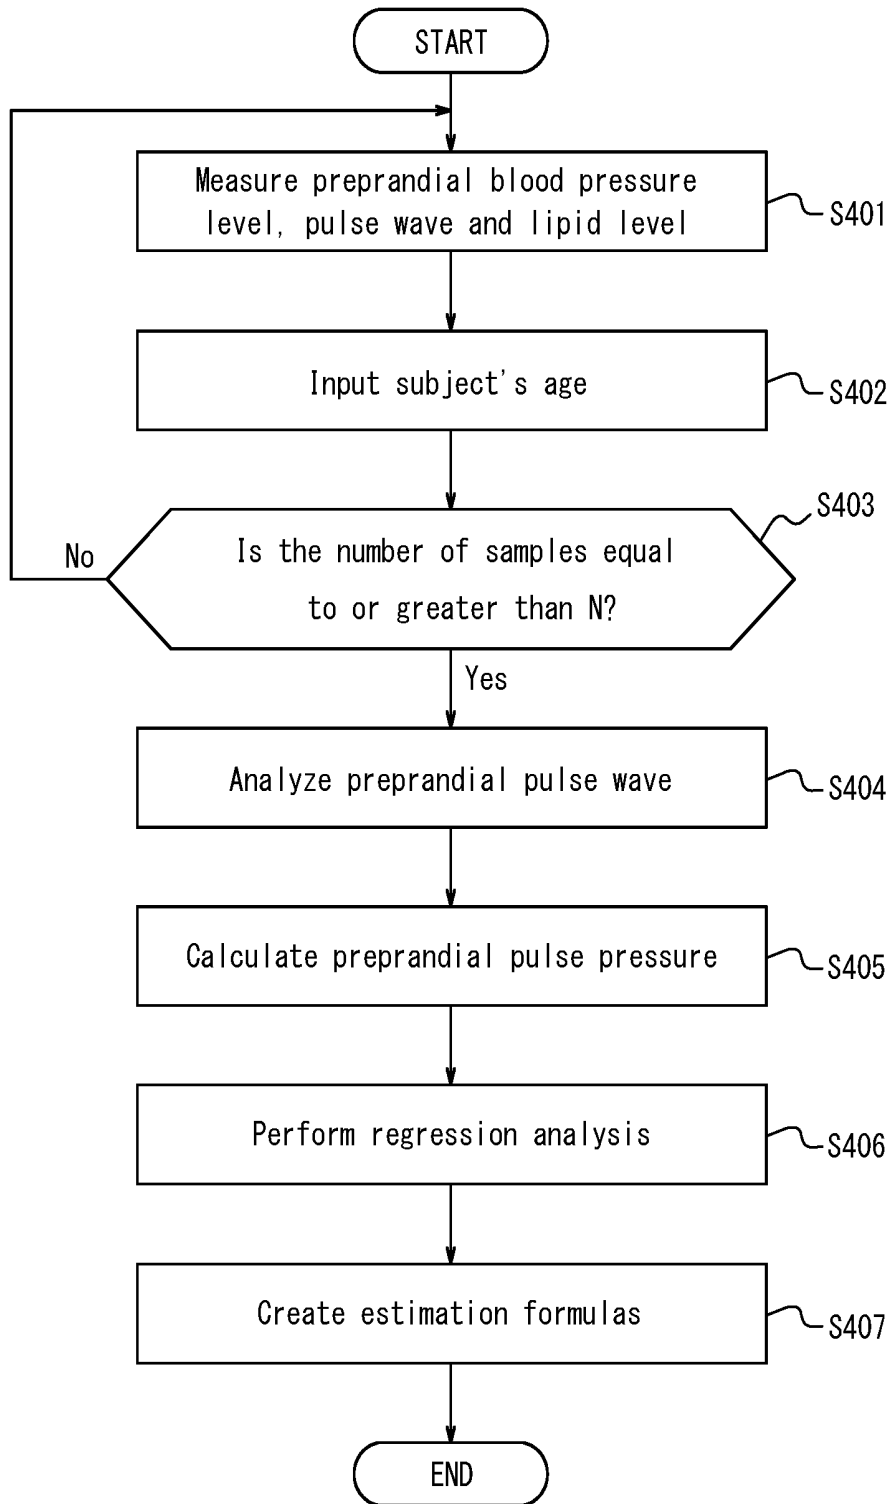 START
Measure preprandial blood pressure
level, pulse wave and lipid level
S401
Input subject's age
S402
S403
Is the number of samples equal
to or greater than N?
No
Yes
Analyze preprandial pulse wave
S404
Calculate preprandial pulse pressure
S405
Perform regression analysis
S406
Create estimation formulas
S407
END